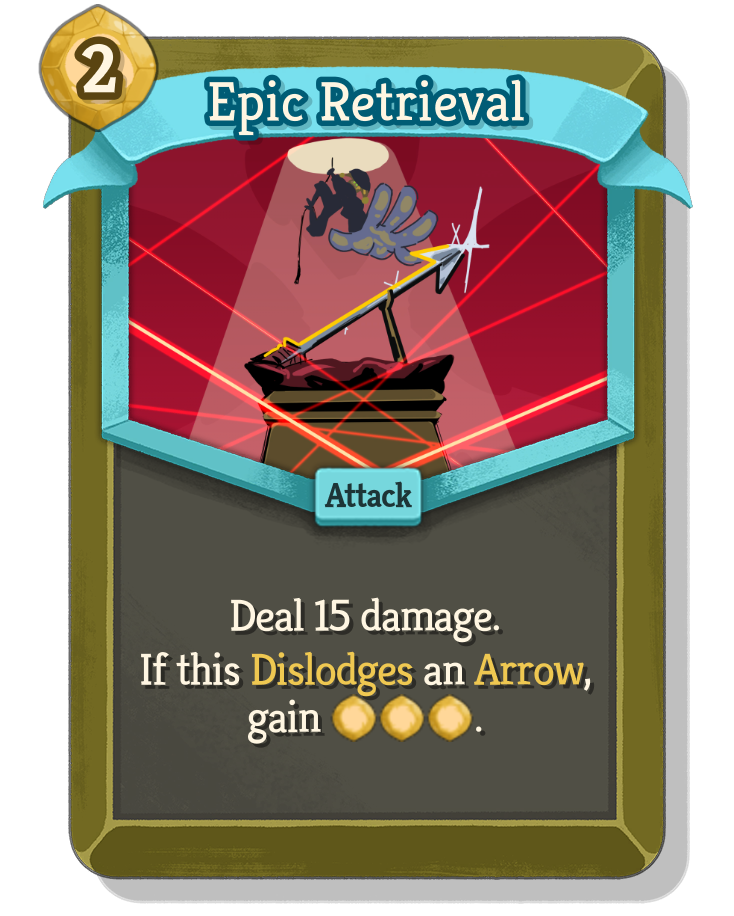 2
Epic Retrieval
Attack
Deal 15 damage.
If this Dislodges an Arrow,
gain .